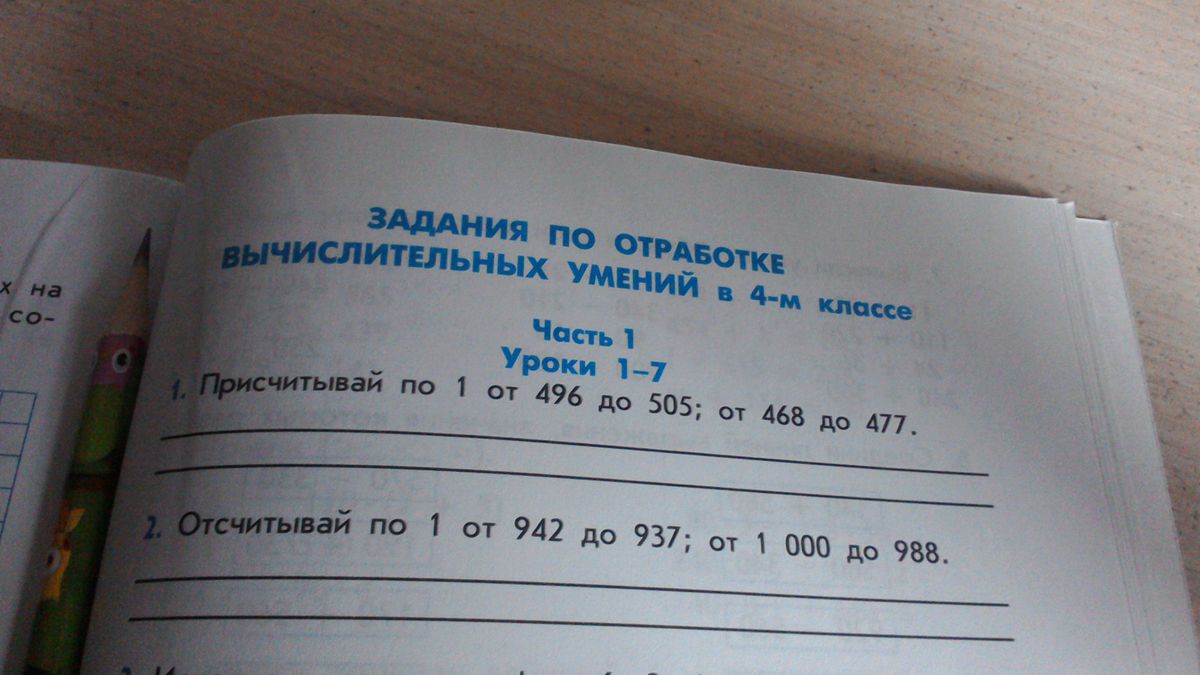 ЗАДАНИЯ ПО ОТРАБОТКЕ
ВЫЧИСЛИТЕЛЬНЫХ УМЕНИЙ в 4-м классе
Часть 1
Уроки 1–7
1. Присчитывай по 1 от 496 до 505; от 468 до 477.
2. Отсчитывай по 1 от 942 до 937; от 1 000 до 988.
х на
со-